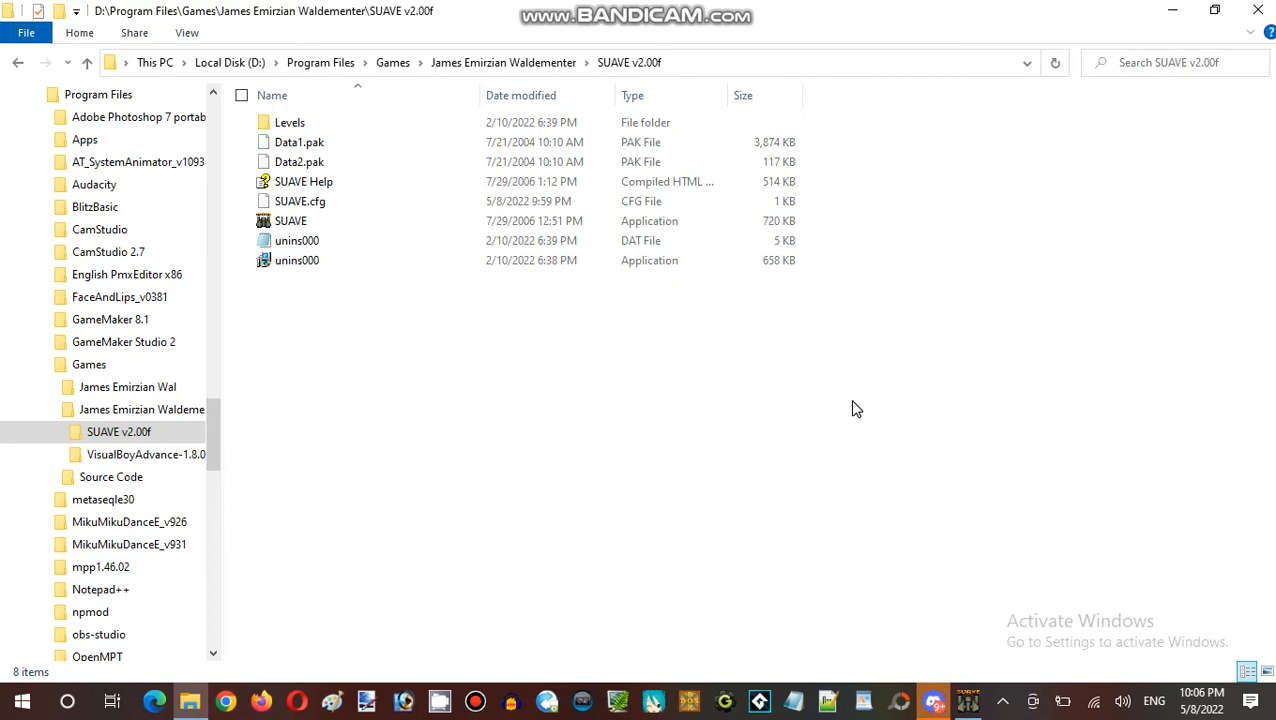 D:\Program Files\Games\James Emirzian Waldementer\SUAVE v2.00f
www.BANDICAM.com
File Home Share View
This PC Local Disk (D:) Program Files Games James Emirzian Waldementer SUAVE v2.00f
Search SUAVE v2.00f
Program Files
Adobe Photoshop 7 portab
Apps
AT_SystemAnimator_v1093
Audacity
BlitzBasic
CamStudio
CamStudio 2.7
English PmxEditor x86
FaceAndLips_v0381
GameMaker 8.1
GameMaker Studio 2
Games
James Emirzian Wal
James Emirzian Waldeme
SUAVE v2.00f
VisualBoyAdvance-1.8.0
Source Code
metaseqle30
MikuMikuDanceE_v926
MikuMikuDanceE_v931
mpp1.46.02
Notepad++
npmod
obs-studio
OpenMPT
Name Date modified Type Size
Levels 2/10/2022 6:39 PM File folder
Data1.pak 7/21/2004 10:10 AM PAK File 3,874 KB
Data2.pak 7/21/2004 10:10 AM PAK File 117 KB
SUAVE Help 7/29/2006 1:12 PM Compiled HTML ... 514 KB
SUAVE.cfg 5/8/2022 9:59 PM CFG File 1 KB
SUAVE 7/29/2006 12:51 PM Application 720 KB
unins000 2/10/2022 6:39 PM DAT File 5 KB
unins000 2/10/2022 6:38 PM Application 658 KB
Activate Windows
Go to Settings to activate Windows.
8 items
ENG
10:06 PM
5/8/2022